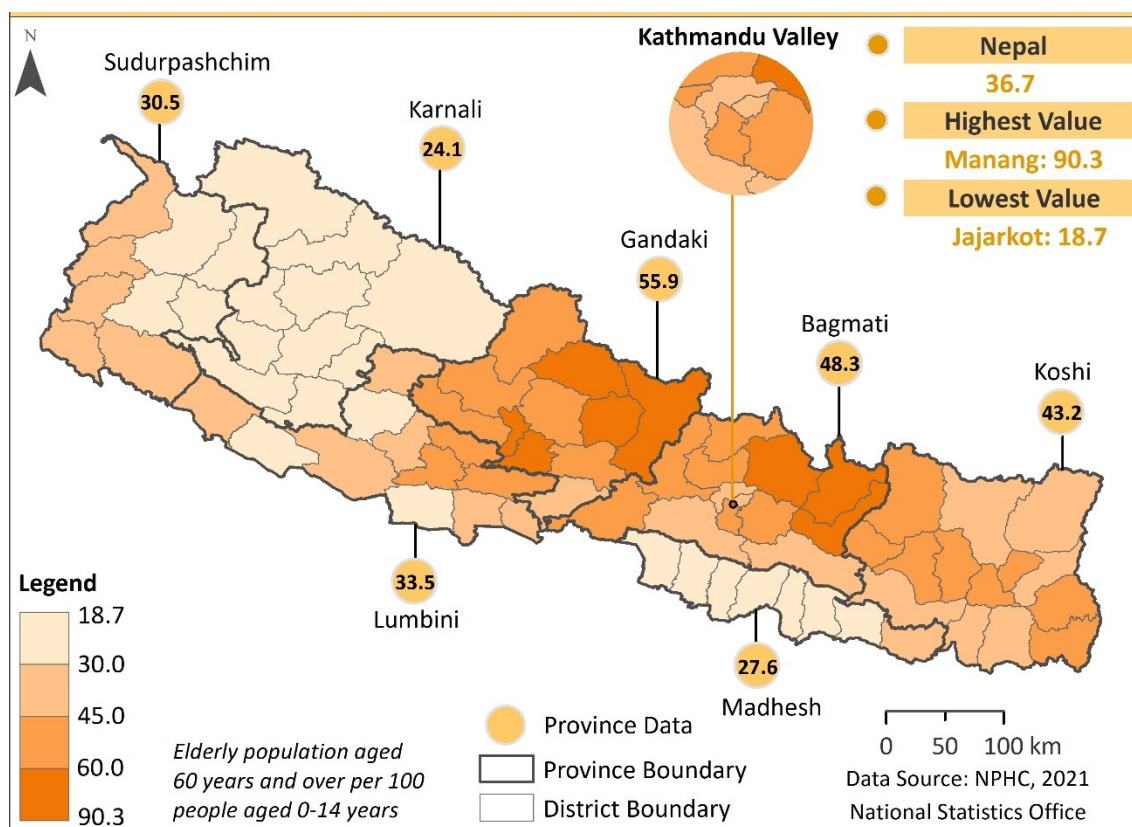 N
Sudurpashchim
30.5
Karnali
24.1
Gandaki
55.9
Kathmandu Valley
Bagmati
48.3
Koshi
43.2
Nepal
36.7
Highest Value
Manang: 90.3
Lowest Value
Jajarkot: 18.7
33.5
Lumbini
27.6
Madhesh
Legend
18.7
30.0
45.0
60.0
90.3
Elderly population aged
60 years and over per 100
people aged 0-14 years
Province Data
Province Boundary
District Boundary
0 50 100 km
Data Source: NPHC, 2021
National Statistics Office